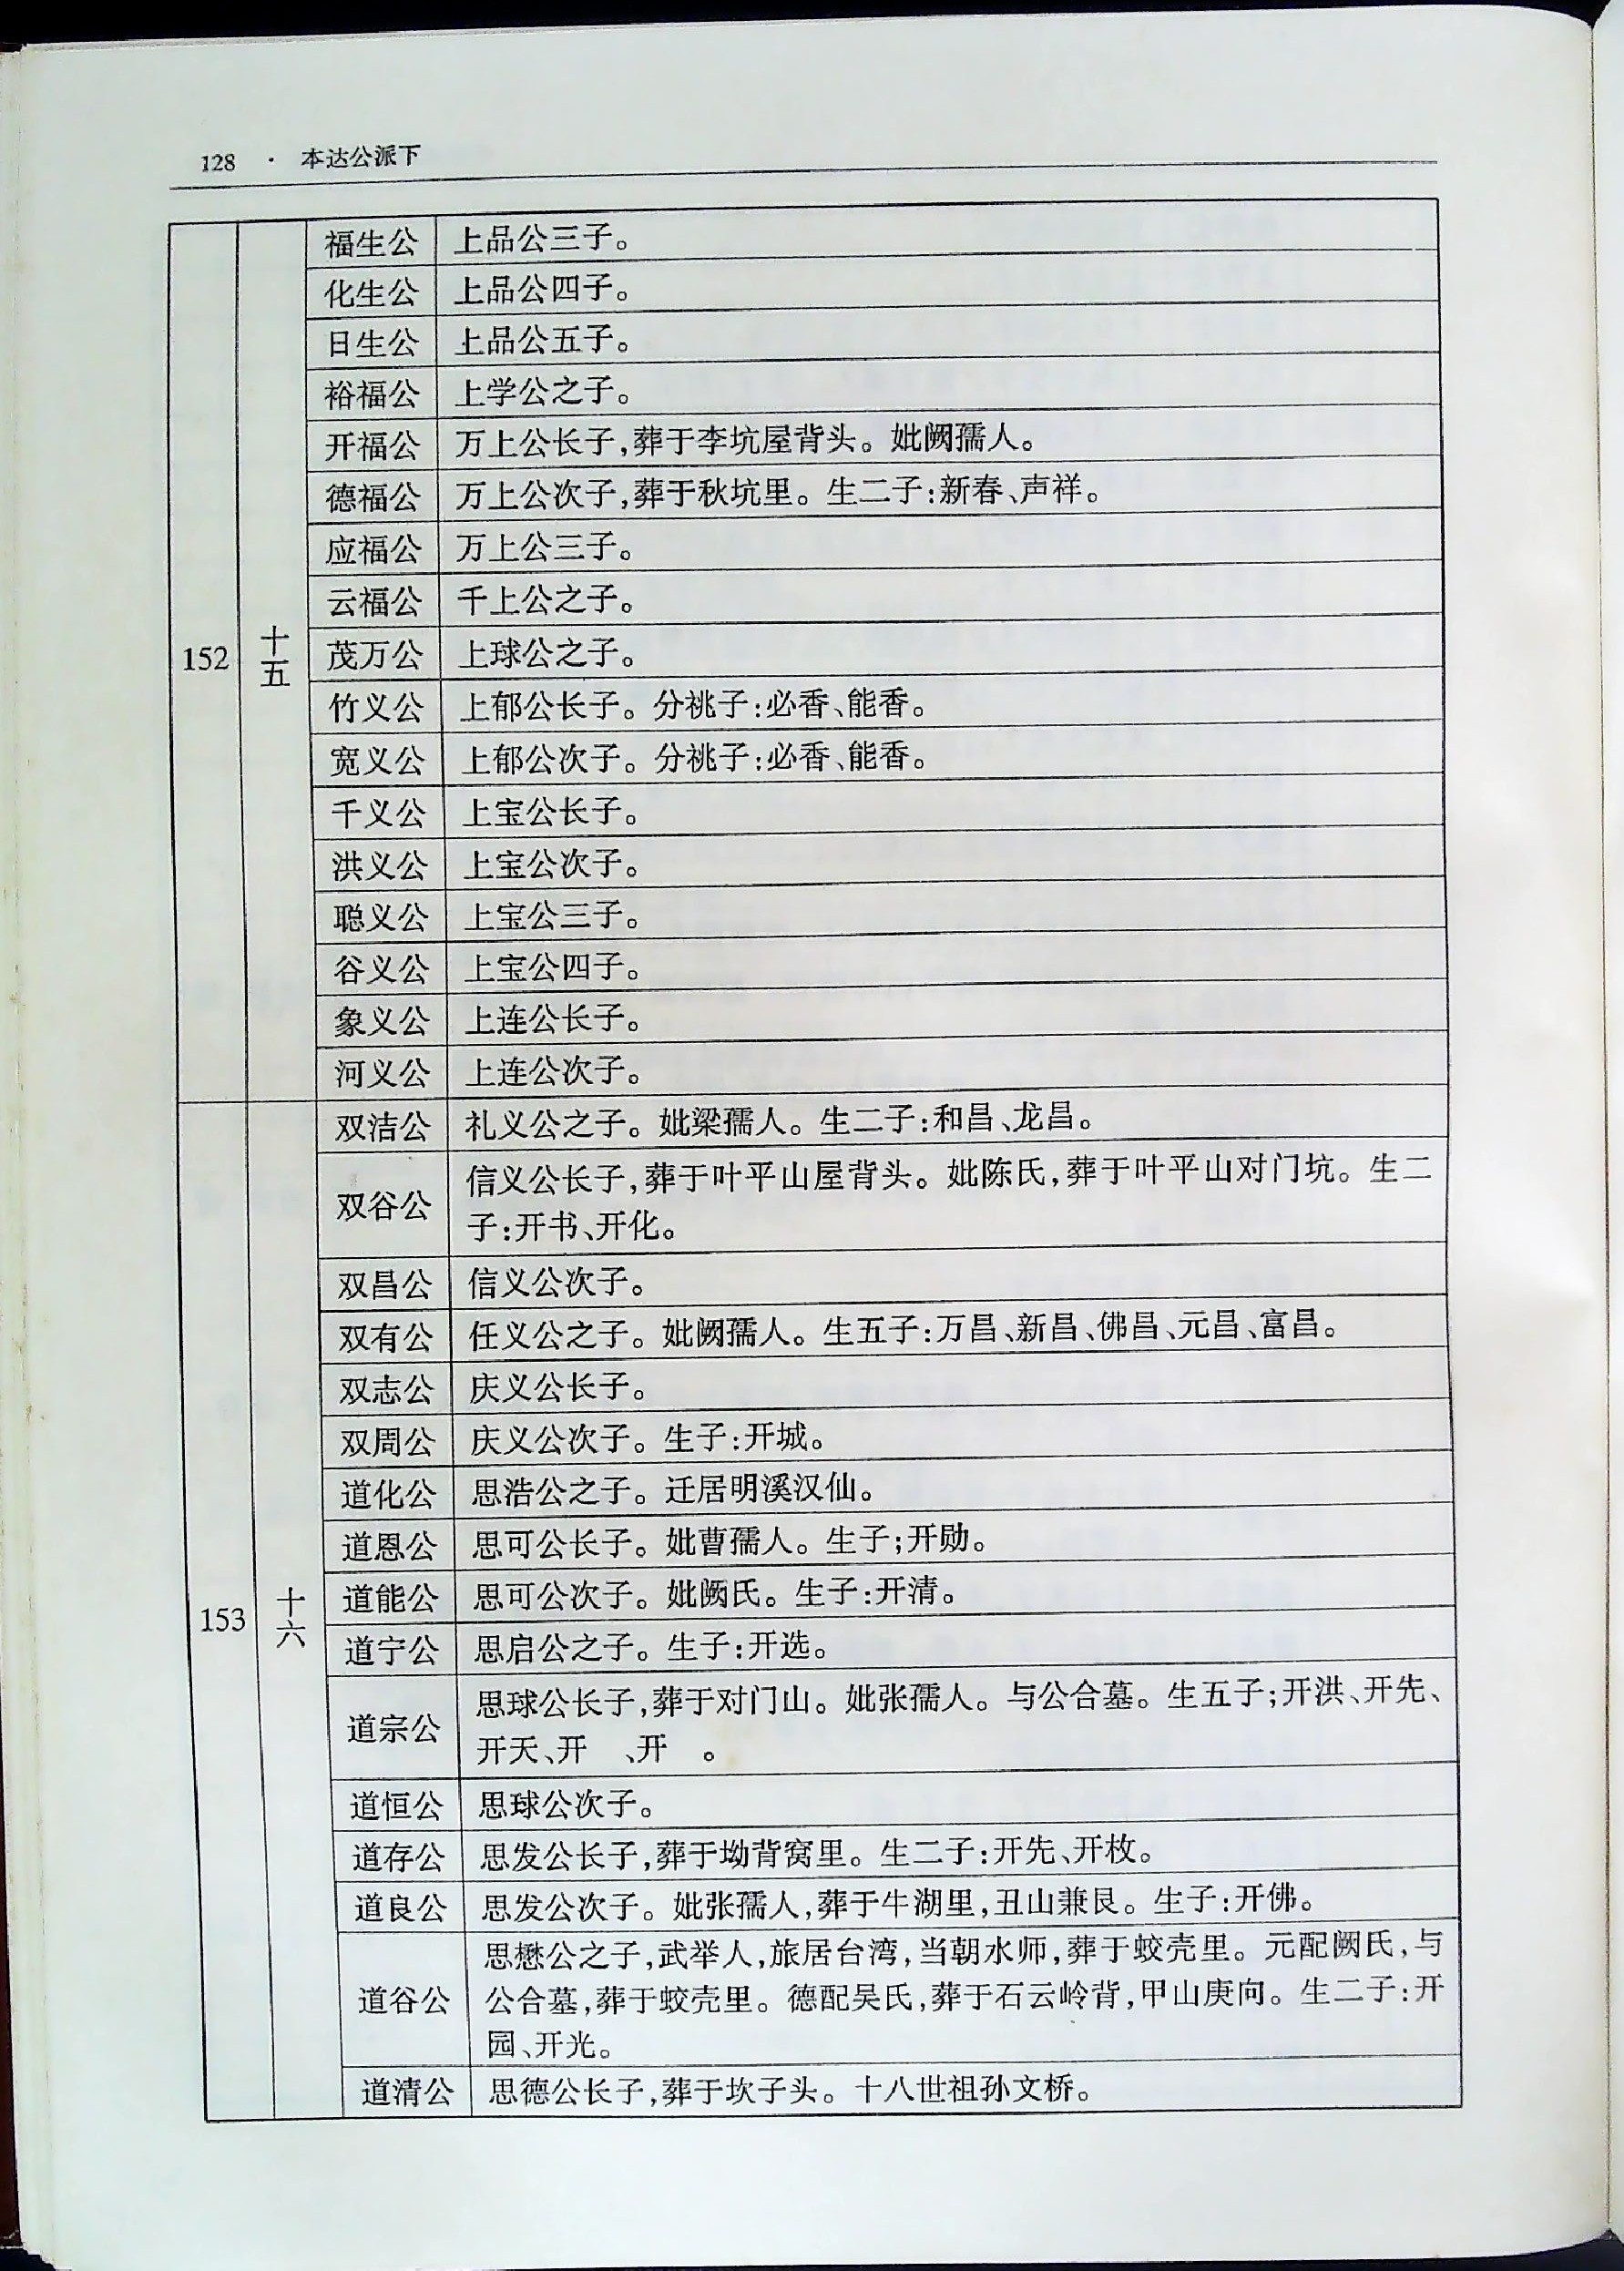 128 · 本达公派下
福生公 上品公三子。
化生公 上品公四子。
日生公 上品公五子。
裕福公 上学公之子。
开福公 万上公长子,葬于李坑屋背头。妣阙孺人。
德福公 万上公次子,葬于秋坑里。生二子:新春、声祥。
应福公 万上公三子。
云福公 千上公之子。
152 十五 茂万公 上球公之子。
竹义公 上郁公长子。分祧子:必香、能香。
宽义公 上郁公次子。分祧子:必香、能香。
千义公 上宝公长子。
洪义公 上宝公次子。
聪义公 上宝公三子。
谷义公 上宝公四子。
象义公 上连公长子。
河义公 上连公次子。
双洁公 礼义公之子。妣梁孺人。生二子:和昌、龙昌。
双谷公 信义公长子,葬于叶平山屋背头。妣陈氏,葬于叶平山对门坑。生二
子:开书、开化。
双昌公 信义公次子。
双有公 任义公之子。妣阙孺人。生五子:万昌、新昌、佛昌、元昌、富昌。
双志公 庆义公长子。
双周公 庆义公次子。生子:开城。
道化公 思浩公之子。迁居明溪汉仙。
道恩公 思可公长子。妣曹孺人。生子;开勋。
道能公 思可公次子。妣阙氏。生子:开清。
153 十六 道宁公 思启公之子。生子:开选。
道宗公 思球公长子,葬于对门山。妣张孺人。与公合墓。生五子;开洪、开先、
开天、开　、开　。
道恒公 思球公次子。
道存公 思发公长子,葬于坳背窝里。生二子:开先、开枚。
道良公 思发公次子。妣张孺人,葬于牛湖里,丑山兼艮。生子:开佛。
道谷公 思懋公之子,武举人,旅居台湾,当朝水师,葬于蛟壳里。元配阙氏,与
公合墓,葬于蛟壳里。德配吴氏,葬于石云岭背,甲山庚向。生二子:开
园、开光。
道清公 思德公长子,葬于坎子头。十八世祖孙文桥。